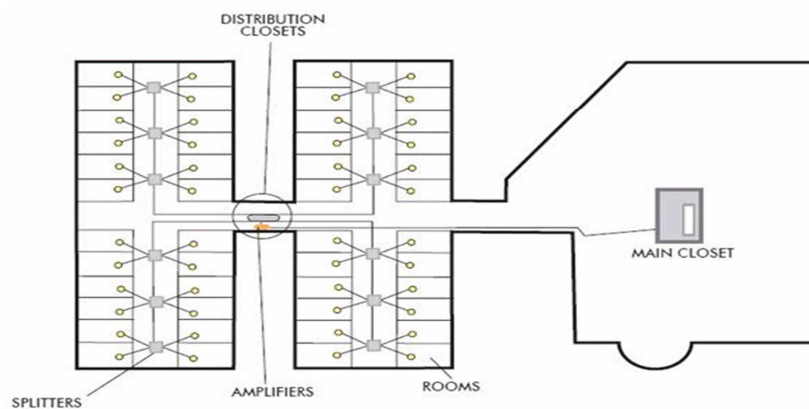 DISTRIBUTION
CLOSETS
MAIN CLOSET
SPLITTERS
AMPLIFIERS
ROOMS